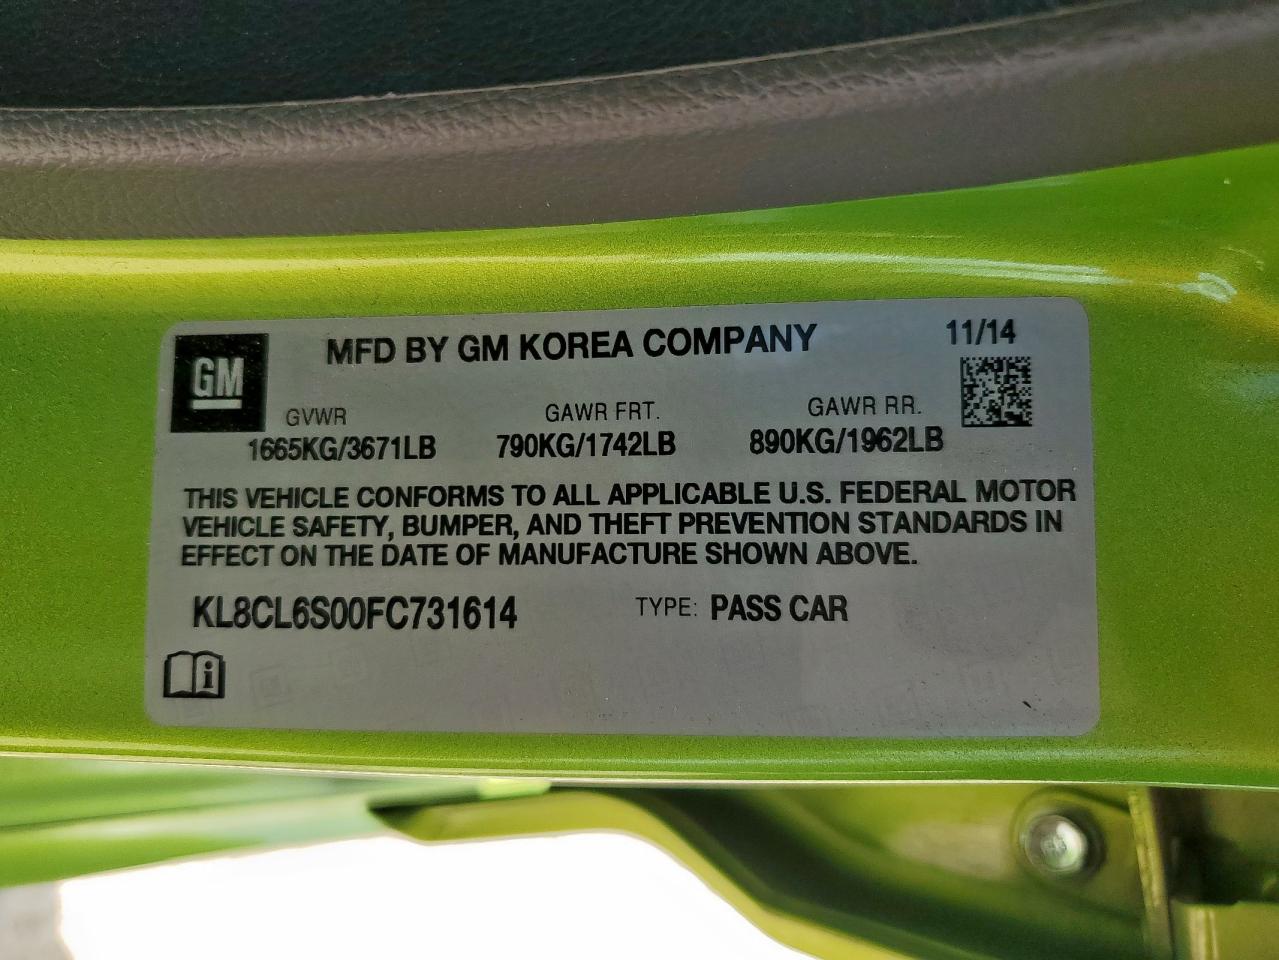 GM
MFD BY GM KOREA COMPANY 11/14
GVWR GAWR FRT. GAWR RR.
1665KG/3671LB 790KG/1742LB 890KG/1962LB
THIS VEHICLE CONFORMS TO ALL APPLICABLE U.S. FEDERAL MOTOR
VEHICLE SAFETY, BUMPER, AND THEFT PREVENTION STANDARDS IN
EFFECT ON THE DATE OF MANUFACTURE SHOWN ABOVE.
KL8CL6S00FC731614 TYPE: PASS CAR
i